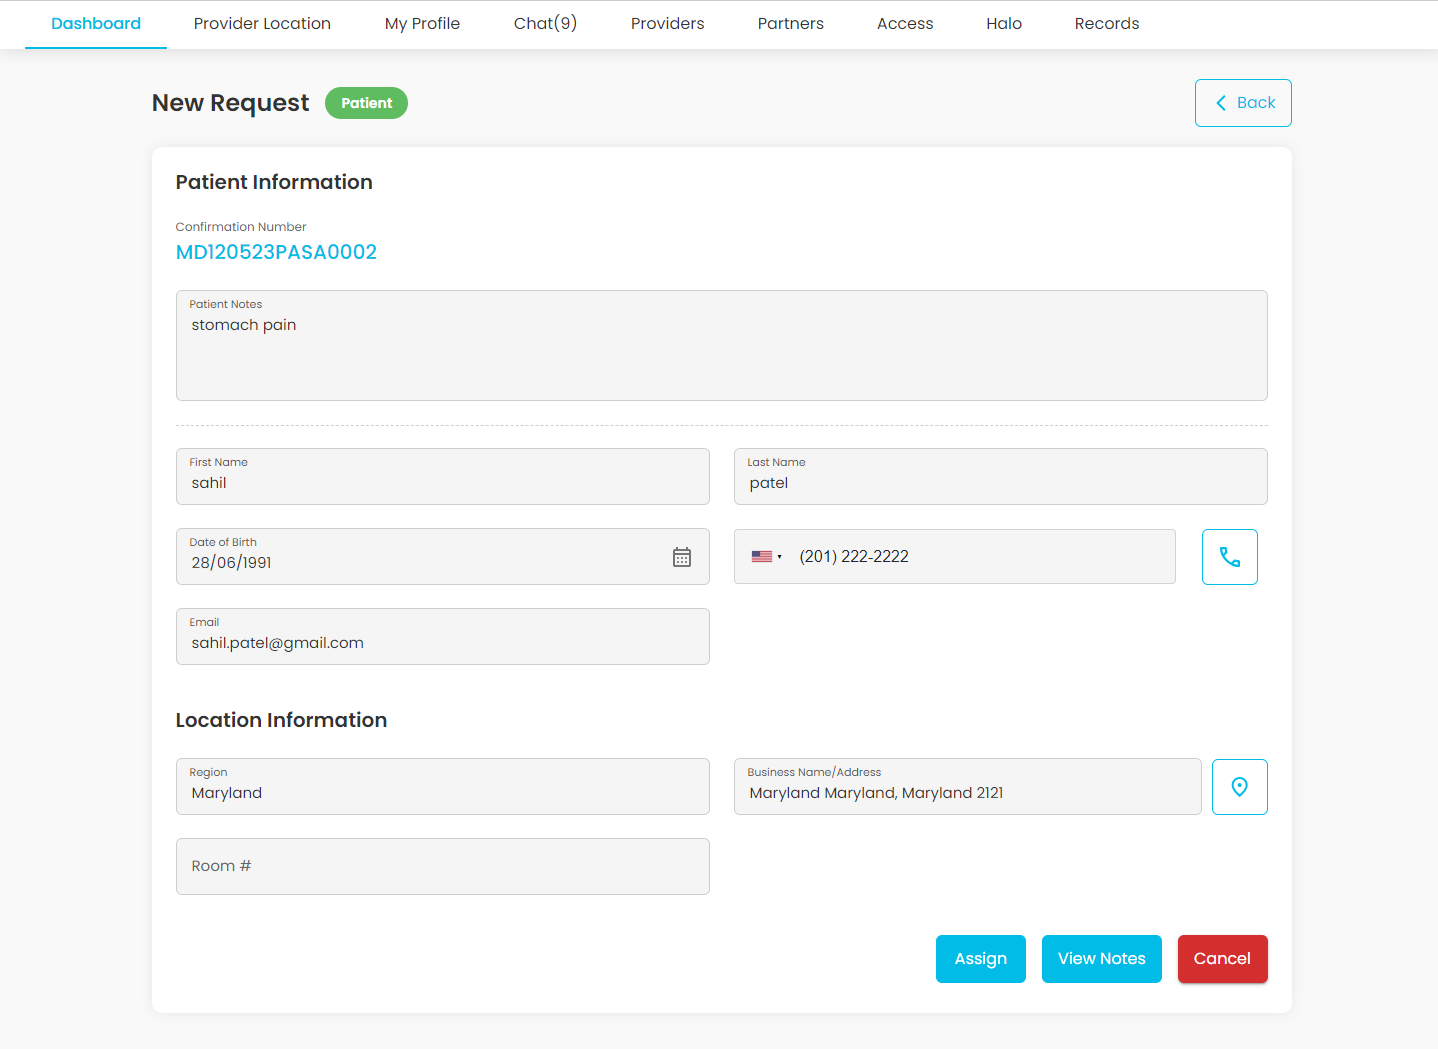 Dashboard Provider Location My Profile Chat(9) Providers Partners Access Halo Records
New Request Patient Back
Patient Information
Confirmation Number
MD120523PASA0002
Patient Notes
stomach pain
First Name Last Name
sahil patel
Date of Birth
28/06/1991 (201) 222-2222
Email
sahil.patel@gmail.com
Location Information
Region Business Name/Address
Maryland Maryland Maryland, Maryland 2121
Room #
Assign View Notes Cancel